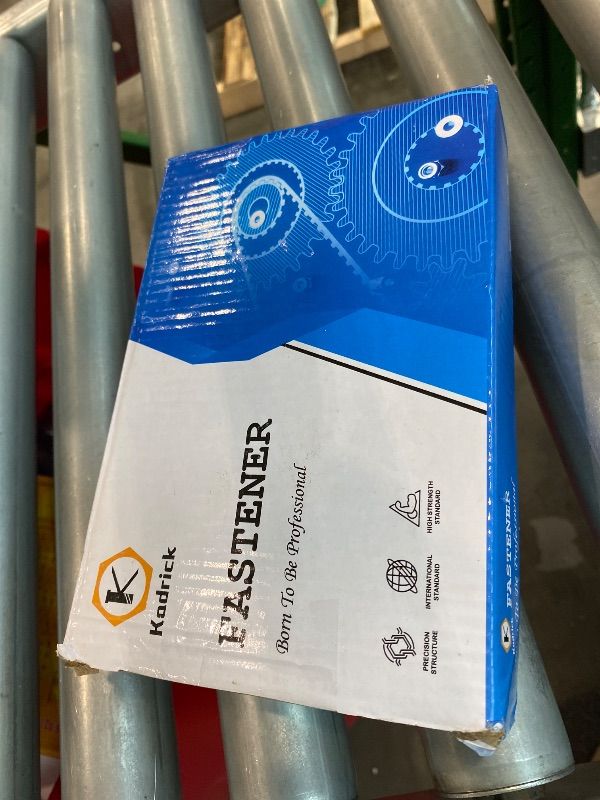 K
Kadrick
FASTENER
Born To Be Professional
PRECISION
STRUCTURE
INTERNATIONAL
STANDARD
HIGH STRENGTH
STANDARD
K
FASTENER